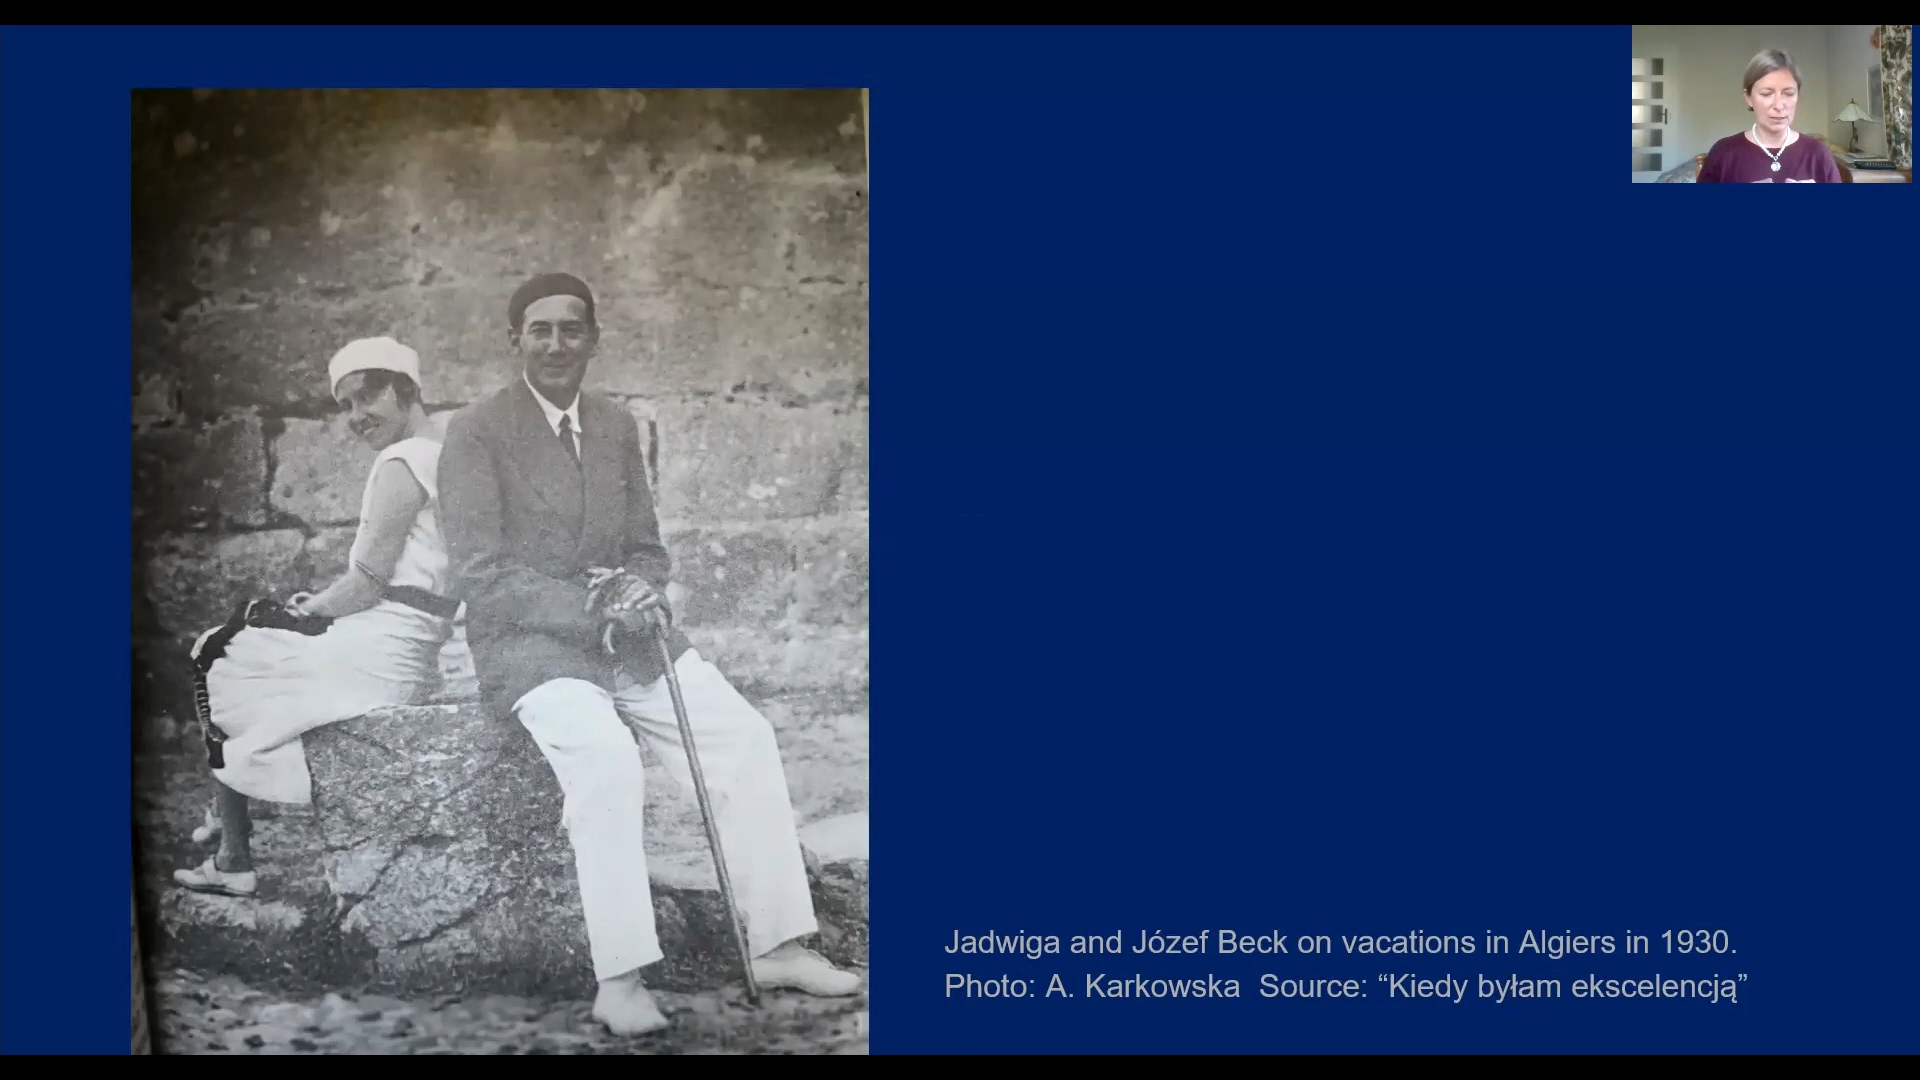 Jadwiga and Józef Beck on vacations in Algiers in 1930.
Photo: A. Karkowska  Source: “Kiedy byłam ekscelencją”